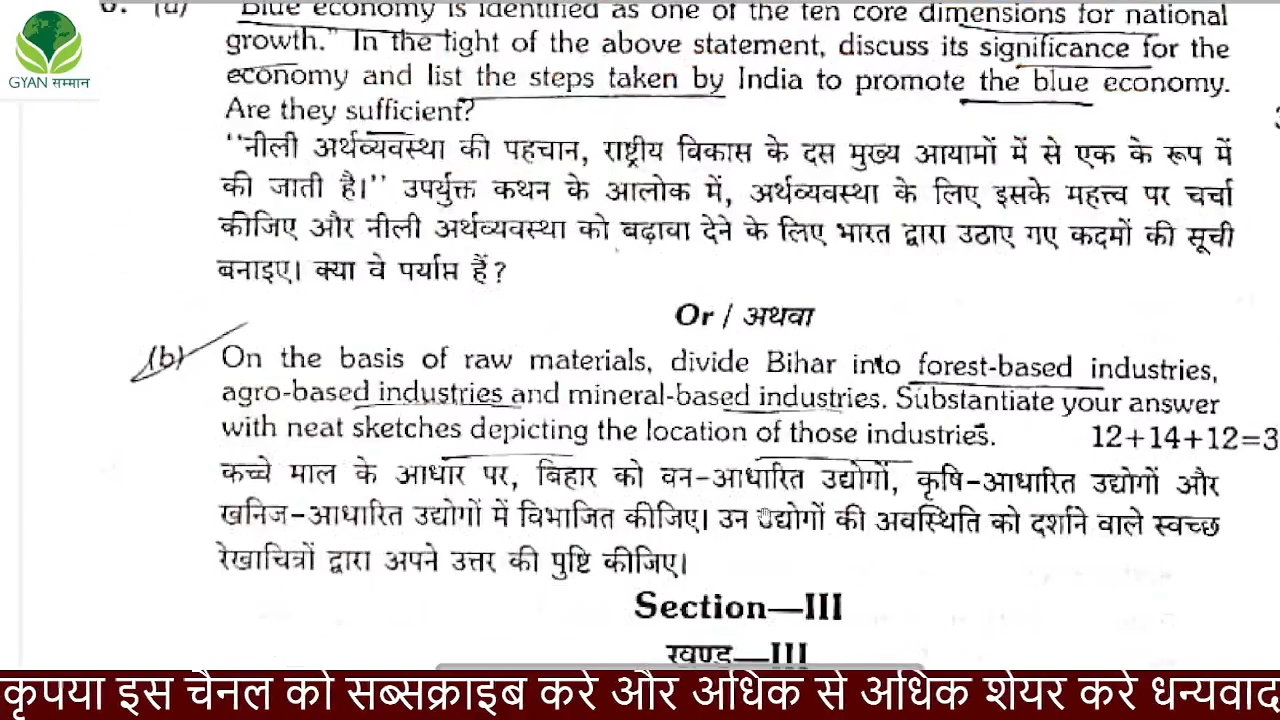 (a) Blue economy is identified as one of the ten core dimensions for national
growth." In the light of the above statement, discuss its significance for the
economy and list the steps taken by India to promote the blue economy.
Are they sufficient?
"नीली अर्थव्यवस्था की पहचान, राष्ट्रीय विकास के दस मुख्य आयामों में से एक के रूप में
की जाती है।" उपर्युक्त कथन के आलोक में, अर्थव्यवस्था के लिए इसके महत्त्व पर चर्चा
कीजिए और नीली अर्थव्यवस्था को बढ़ावा देने के लिए भारत द्वारा उठाए गए कदमों की सूची
बनाइए। क्या वे पर्याप्त हैं?
Or / अथवा
(b) On the basis of raw materials, divide Bihar into forest-based industries,
agro-based industries and mineral-based industries. Substantiate your answer
with neat sketches depicting the location of those industries. 12+14+12=3
कच्चे माल के आधार पर, बिहार को वन-आधारित उद्योगों, कृषि-आधारित उद्योगों और
खनिज-आधारित उद्योगों में विभाजित कीजिए। उन उद्योगों की अवस्थिति को दर्शाने वाले स्वच्छ
रेखाचित्रों द्वारा अपने उत्तर की पुष्टि कीजिए।
Section—III
खण्ड—III
GYAN सम्मान
कृपया इस चैनल को सब्सक्राइब करे और अधिक से अधिक शेयर करे धन्यवाद